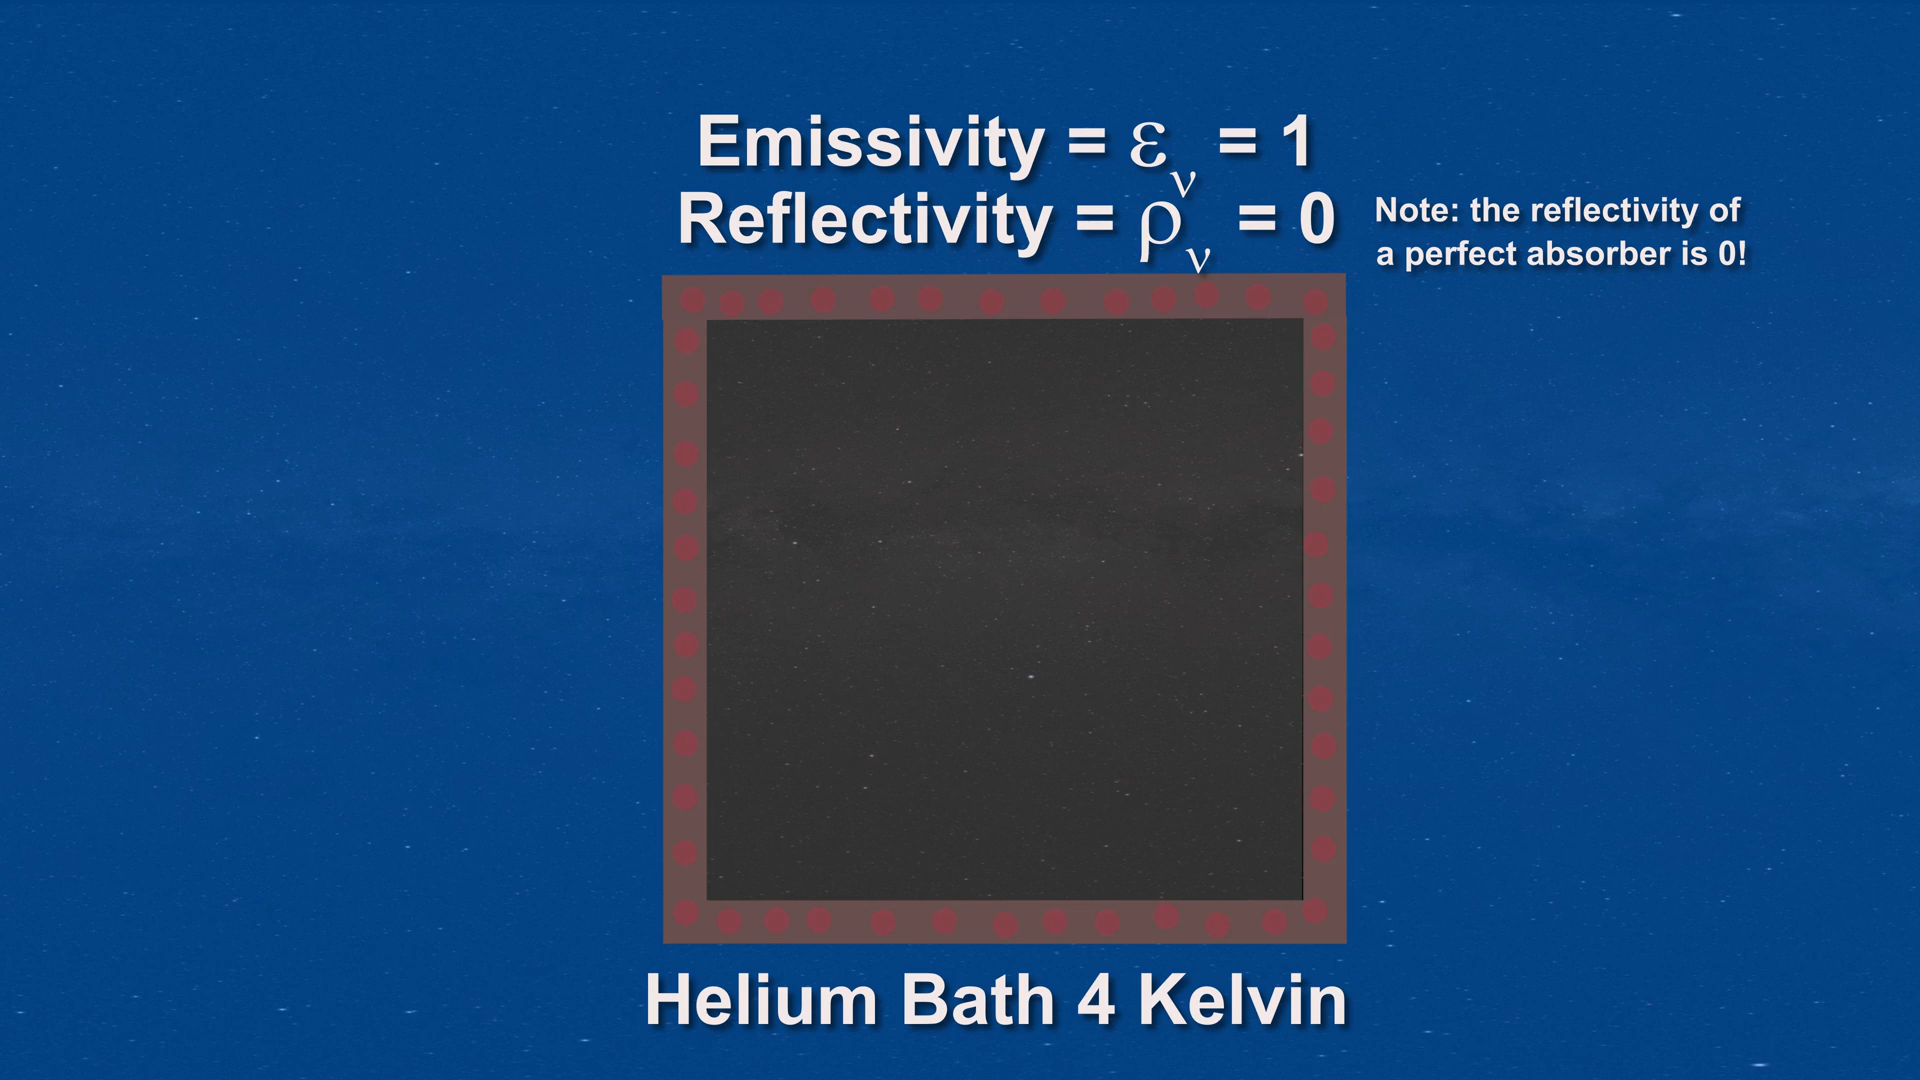 Emissivity = εν = 1
Reflectivity = ρν = 0
Note: the reflectivity of
a perfect absorber is 0!
Helium Bath 4 Kelvin